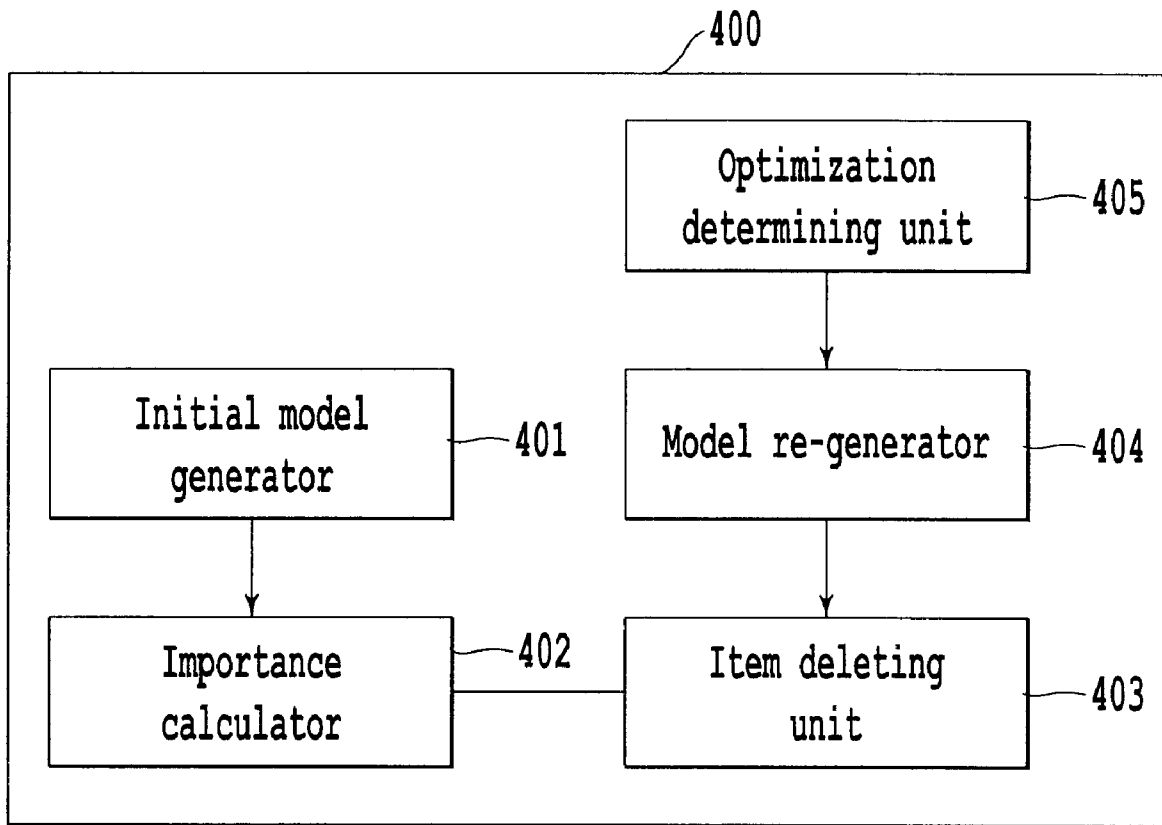 400
Optimization
determining unit
405
Initial model
generator
401
Model re-generator
404
Importance
calculator
402
Item deleting
unit
403